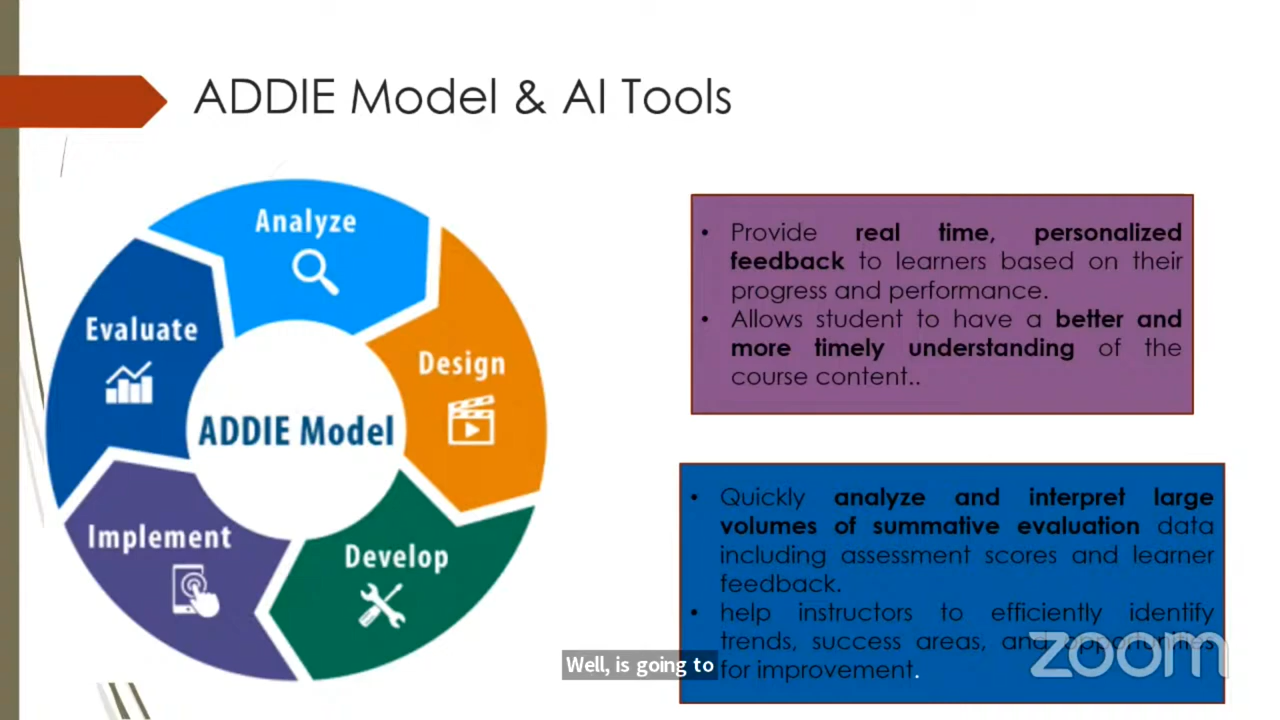 ADDIE Model & AI Tools
Analyze
Evaluate
Design
ADDIE Model
Implement
Develop
• Provide real time, personalized
feedback to learners based on their
progress and performance.
• Allows student to have a better and
more timely understanding of the
course content..
• Quickly analyze and interpret large
volumes of summative evaluation data
including assessment scores and learner
feedback.
• help instructors to efficiently identify
trends, success areas, and opportunities
for improvement.
Well, is going to
zoom